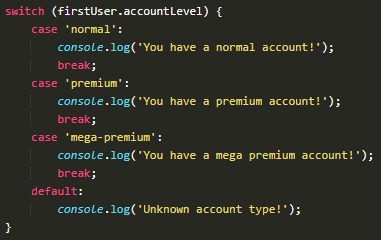 switch (firstUser.accountLevel) {
    case 'normal':
        console.log('You have a normal account!');
        break;
    case 'premium':
        console.log('You have a premium account!');
        break;
    case 'mega-premium':
        console.log('You have a mega premium account!');
        break;
    default:
        console.log('Unknown account type!');
}